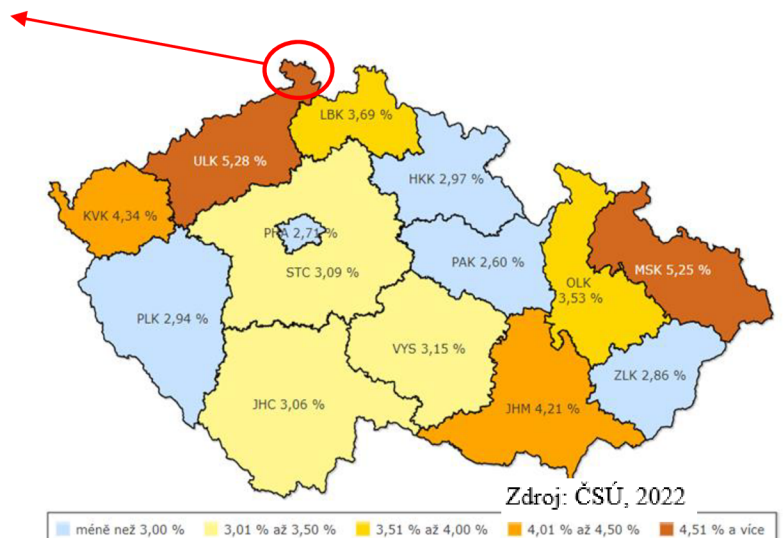 LBK 3,69 %
ULK 5,28 %
HKK 2,97 %
KVK 4,34 %
PHA 2,71 %
PAK 2,60 %
MSK 5,25 %
STC 3,09 %
OLK
3,53 %
PLK 2,94 %
VYS 3,15 %
ZLK 2,86 %
JHC 3,06 %
JHM 4,21 %
Zdroj: ČSÚ, 2022
méně než 3,00 % 3,01 % až 3,50 % 3,51 % až 4,00 % 4,01 % až 4,50 % 4,51 % a více